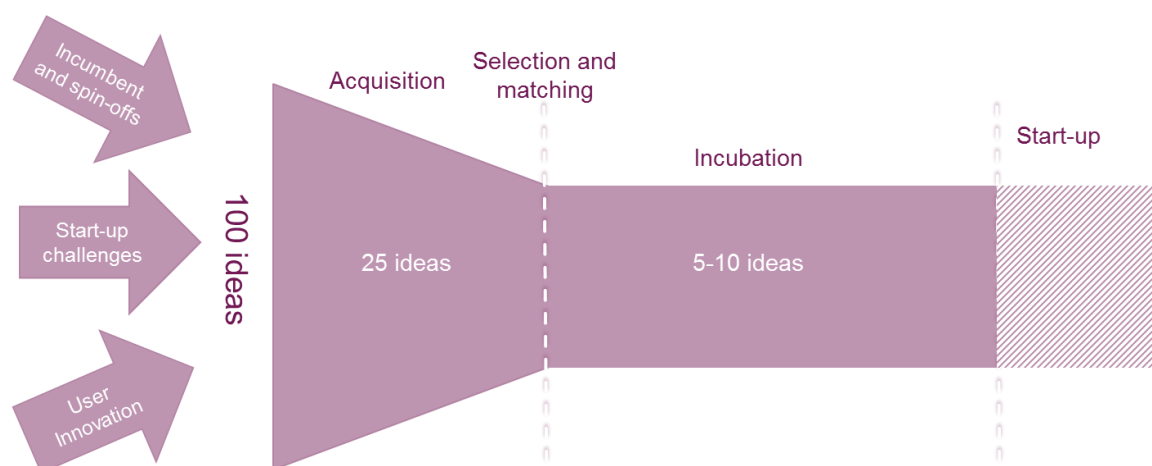 Incumbent
and spin-offs
Start-up
challenges
User
Innovation
100 ideas
Acquisition
25 ideas
Selection and
matching
Incubation
5-10 ideas
Start-up